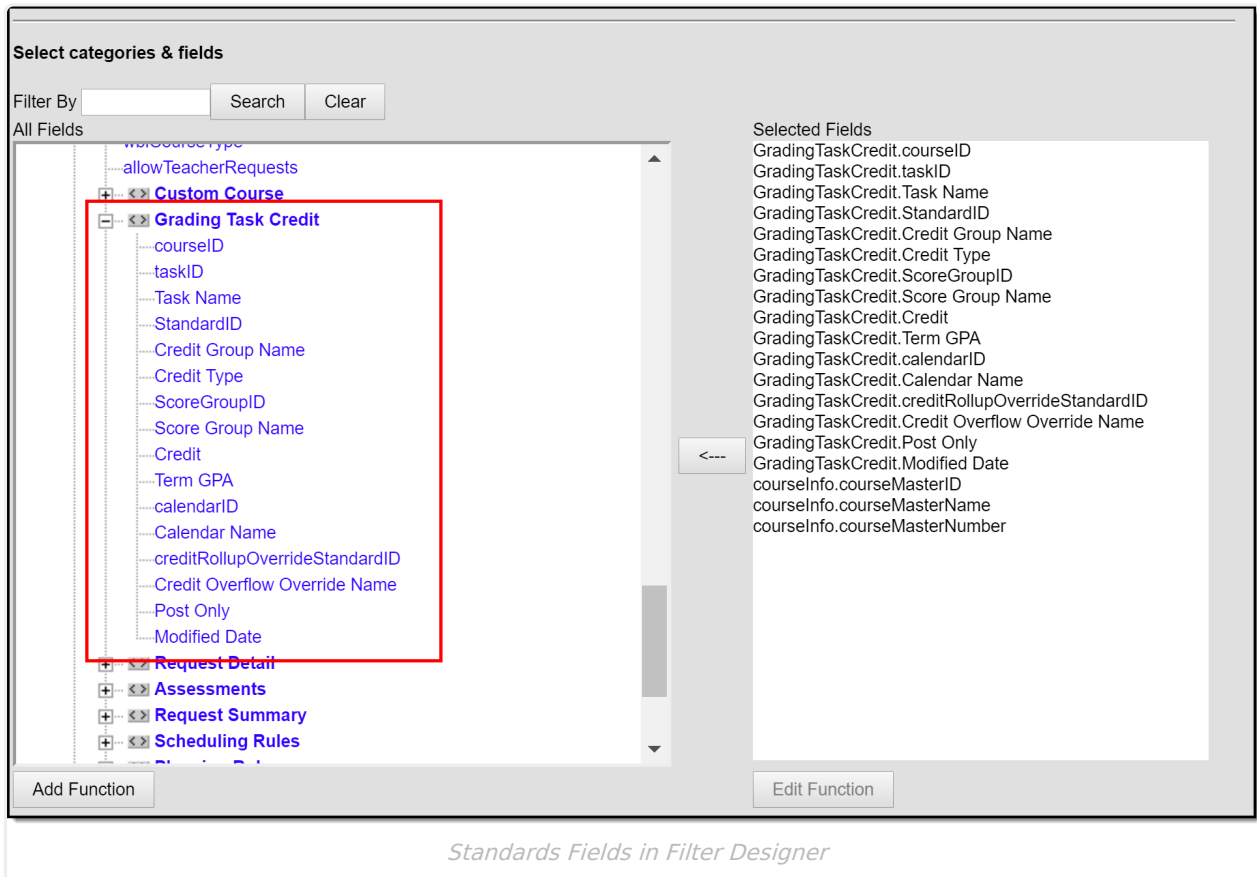 Select categories & fields
Filter By
Search
Clear
All Fields
allowTeacherRequests
Custom Course
Grading Task Credit
courseID
taskID
Task Name
StandardID
Credit Group Name
Credit Type
ScoreGroupID
Score Group Name
Credit
Term GPA
calendarID
Calendar Name
creditRollupOverrideStandardID
Credit Overflow Override Name
Post Only
Modified Date
Request Detail
Assessments
Request Summary
Scheduling Rules
Add Function
<---
Selected Fields
GradingTaskCredit.courseID
GradingTaskCredit.taskID
GradingTaskCredit.Task Name
GradingTaskCredit.StandardID
GradingTaskCredit.Credit Group Name
GradingTaskCredit.Credit Type
GradingTaskCredit.ScoreGroupID
GradingTaskCredit.Score Group Name
GradingTaskCredit.Credit
GradingTaskCredit.Term GPA
GradingTaskCredit.calendarID
GradingTaskCredit.Calendar Name
GradingTaskCredit.creditRollupOverrideStandardID
GradingTaskCredit.Credit Overflow Override Name
GradingTaskCredit.Post Only
GradingTaskCredit.Modified Date
courseInfo.courseMasterID
courseInfo.courseMasterName
courseInfo.courseMasterNumber
Edit Function
Standards Fields in Filter Designer